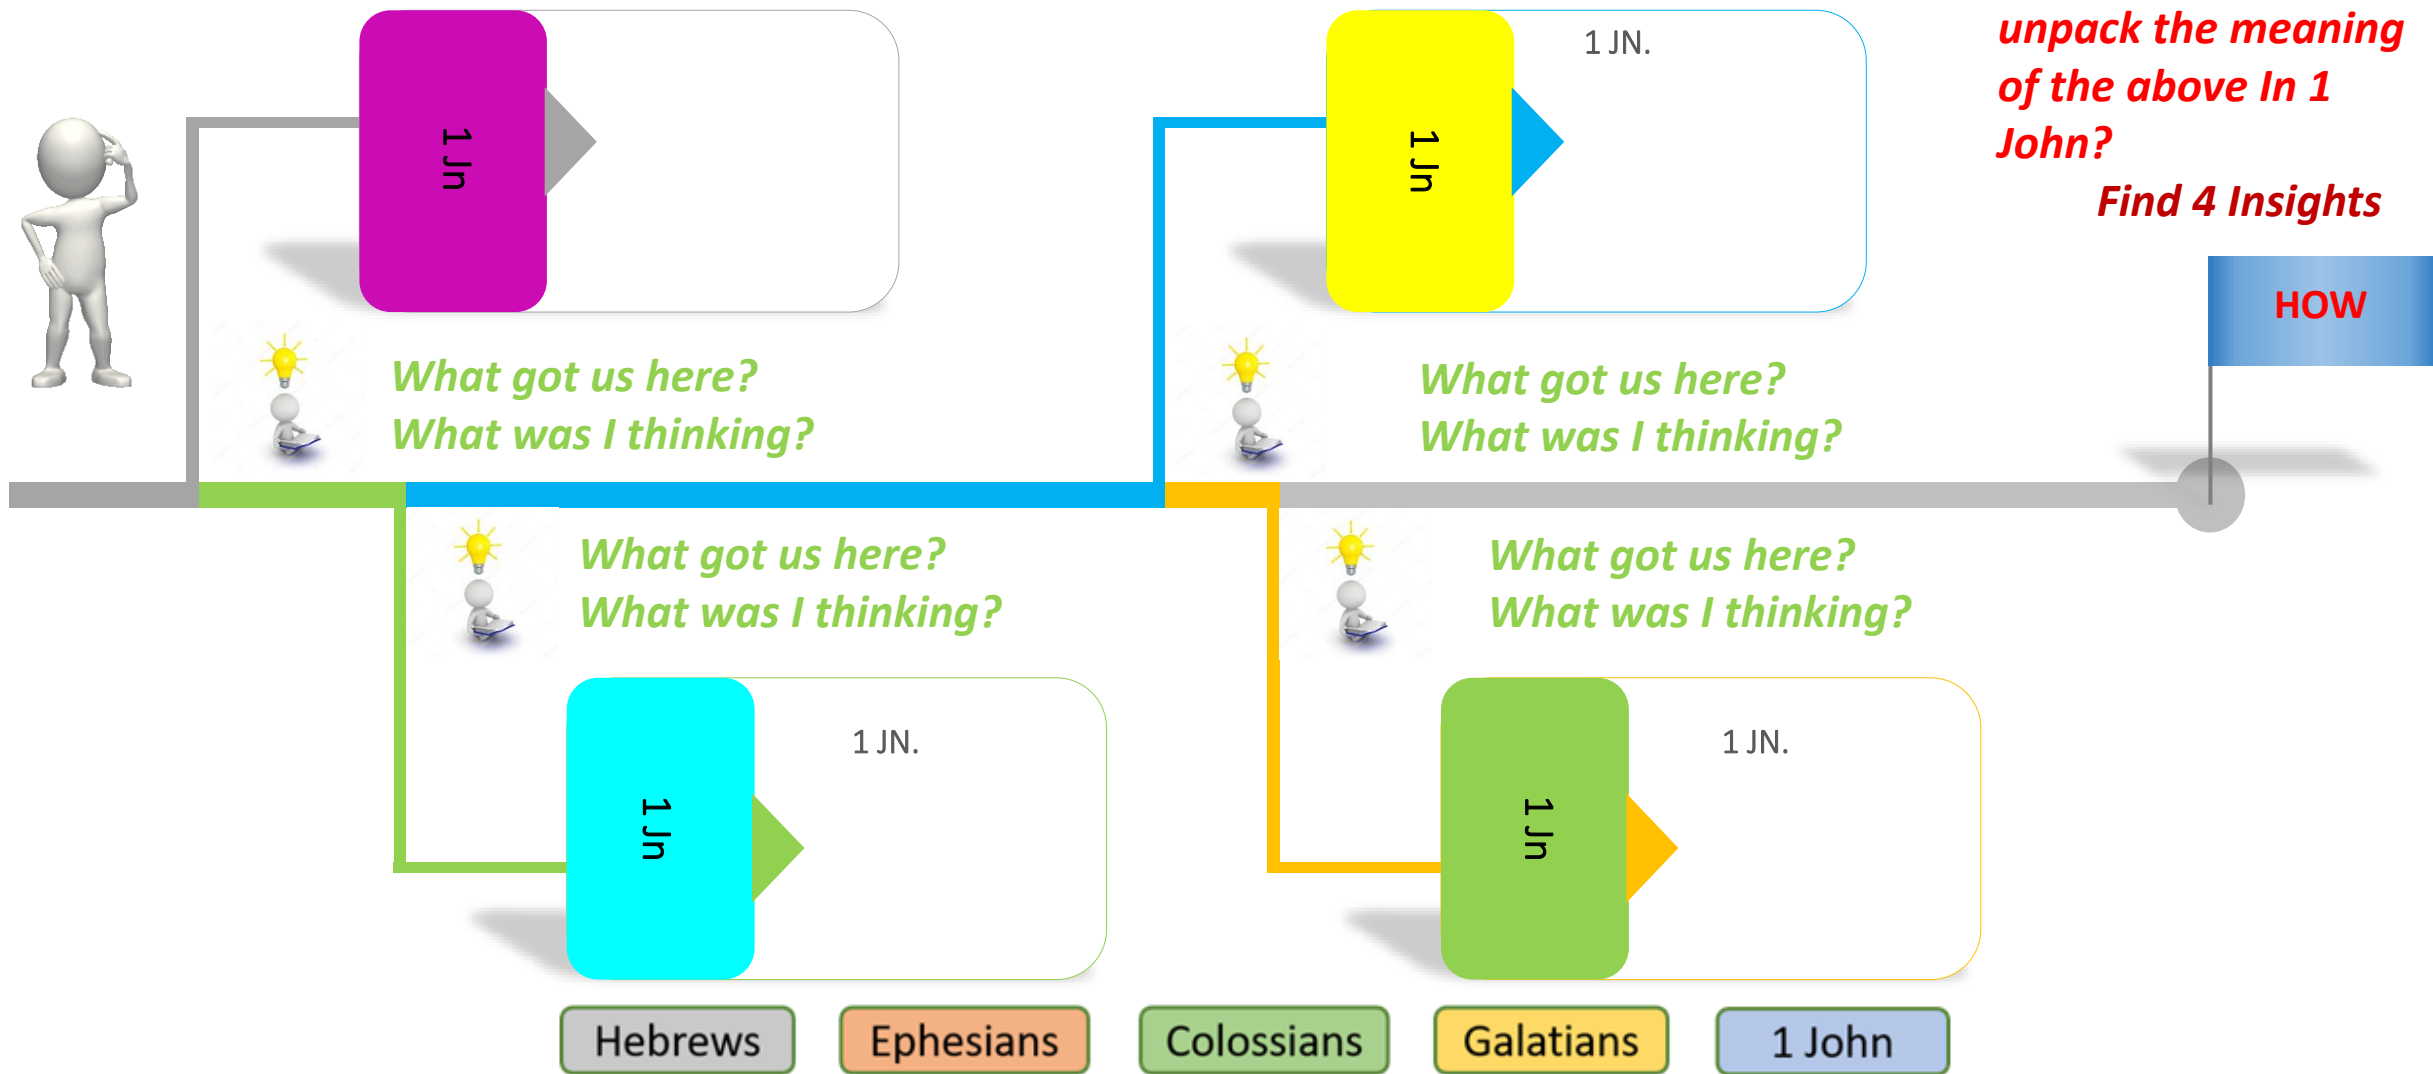 1 Jn
1 Jn
1 JN.
unpack the meaning
of the above In 1
John?
Find 4 Insights
HOW
What got us here?
What was I thinking?
What got us here?
What was I thinking?
What got us here?
What was I thinking?
What got us here?
What was I thinking?
1 Jn
1 JN.
1 Jn
1 JN.
Hebrews
Ephesians
Colossians
Galatians
1 John